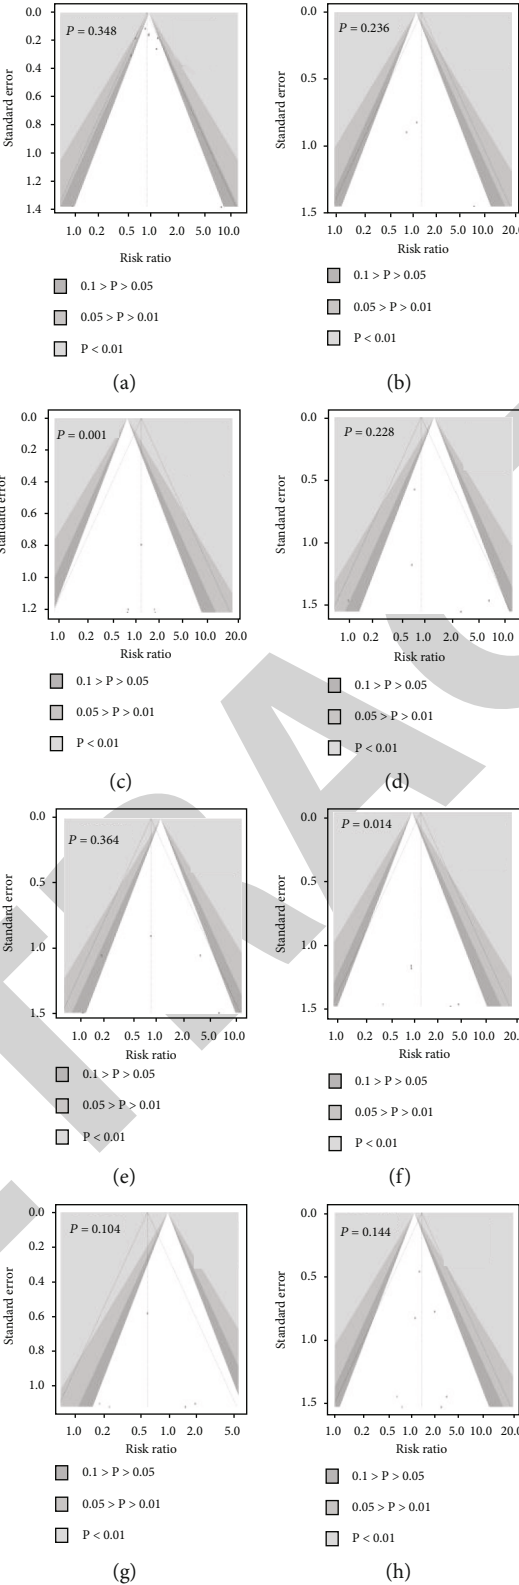 P = 0.348
0.0
0.2
0.4
0.6
0.8
1.0
1.2
1.4
Standard error
1.0 0.2 0.5 1.0 2.0 5.0 10.0
Risk ratio
0.1 > P > 0.05
0.05 > P > 0.01
P < 0.01
(a)
P = 0.236
0.0
0.5
1.0
1.5
Standard error
1.0 0.2 0.5 1.0 2.0 5.0 10.0 20.0
Risk ratio
0.1 > P > 0.05
0.05 > P > 0.01
P < 0.01
(b)
P = 0.001
0.0
0.2
0.4
0.6
0.8
1.0
1.2
Standard error
1.0 0.2 0.5 1.0 2.0 5.0 10.0 20.0
Risk ratio
0.1 > P > 0.05
0.05 > P > 0.01
P < 0.01
(c)
P = 0.228
0.0
0.5
1.0
1.5
Standard error
1.0 0.2 0.5 1.0 2.0 5.0 10.0
Risk ratio
0.1 > P > 0.05
0.05 > P > 0.01
P < 0.01
(d)
P = 0.364
0.0
0.5
1.0
1.5
Standard error
1.0 0.2 0.5 1.0 2.0 5.0 10.0
Risk ratio
0.1 > P > 0.05
0.05 > P > 0.01
P < 0.01
(e)
P = 0.014
0.0
0.5
1.0
1.5
Standard error
1.0 0.2 0.5 1.0 2.0 5.0 10.0 20.
Risk ratio
0.1 > P > 0.05
0.05 > P > 0.01
P < 0.01
(f)
P = 0.104
0.0
0.2
0.4
0.6
0.8
1.0
Standard error
1.0 0.2 0.5 1.0 2.0 5.0
Risk ratio
0.1 > P > 0.05
0.05 > P > 0.01
P < 0.01
(g)
P = 0.144
0.0
0.5
1.0
1.5
Standard error
1.0 0.2 0.5 1.0 2.0 5.0 10.0 20.0
Risk ratio
0.1 > P > 0.05
0.05 > P > 0.01
P < 0.01
(h)